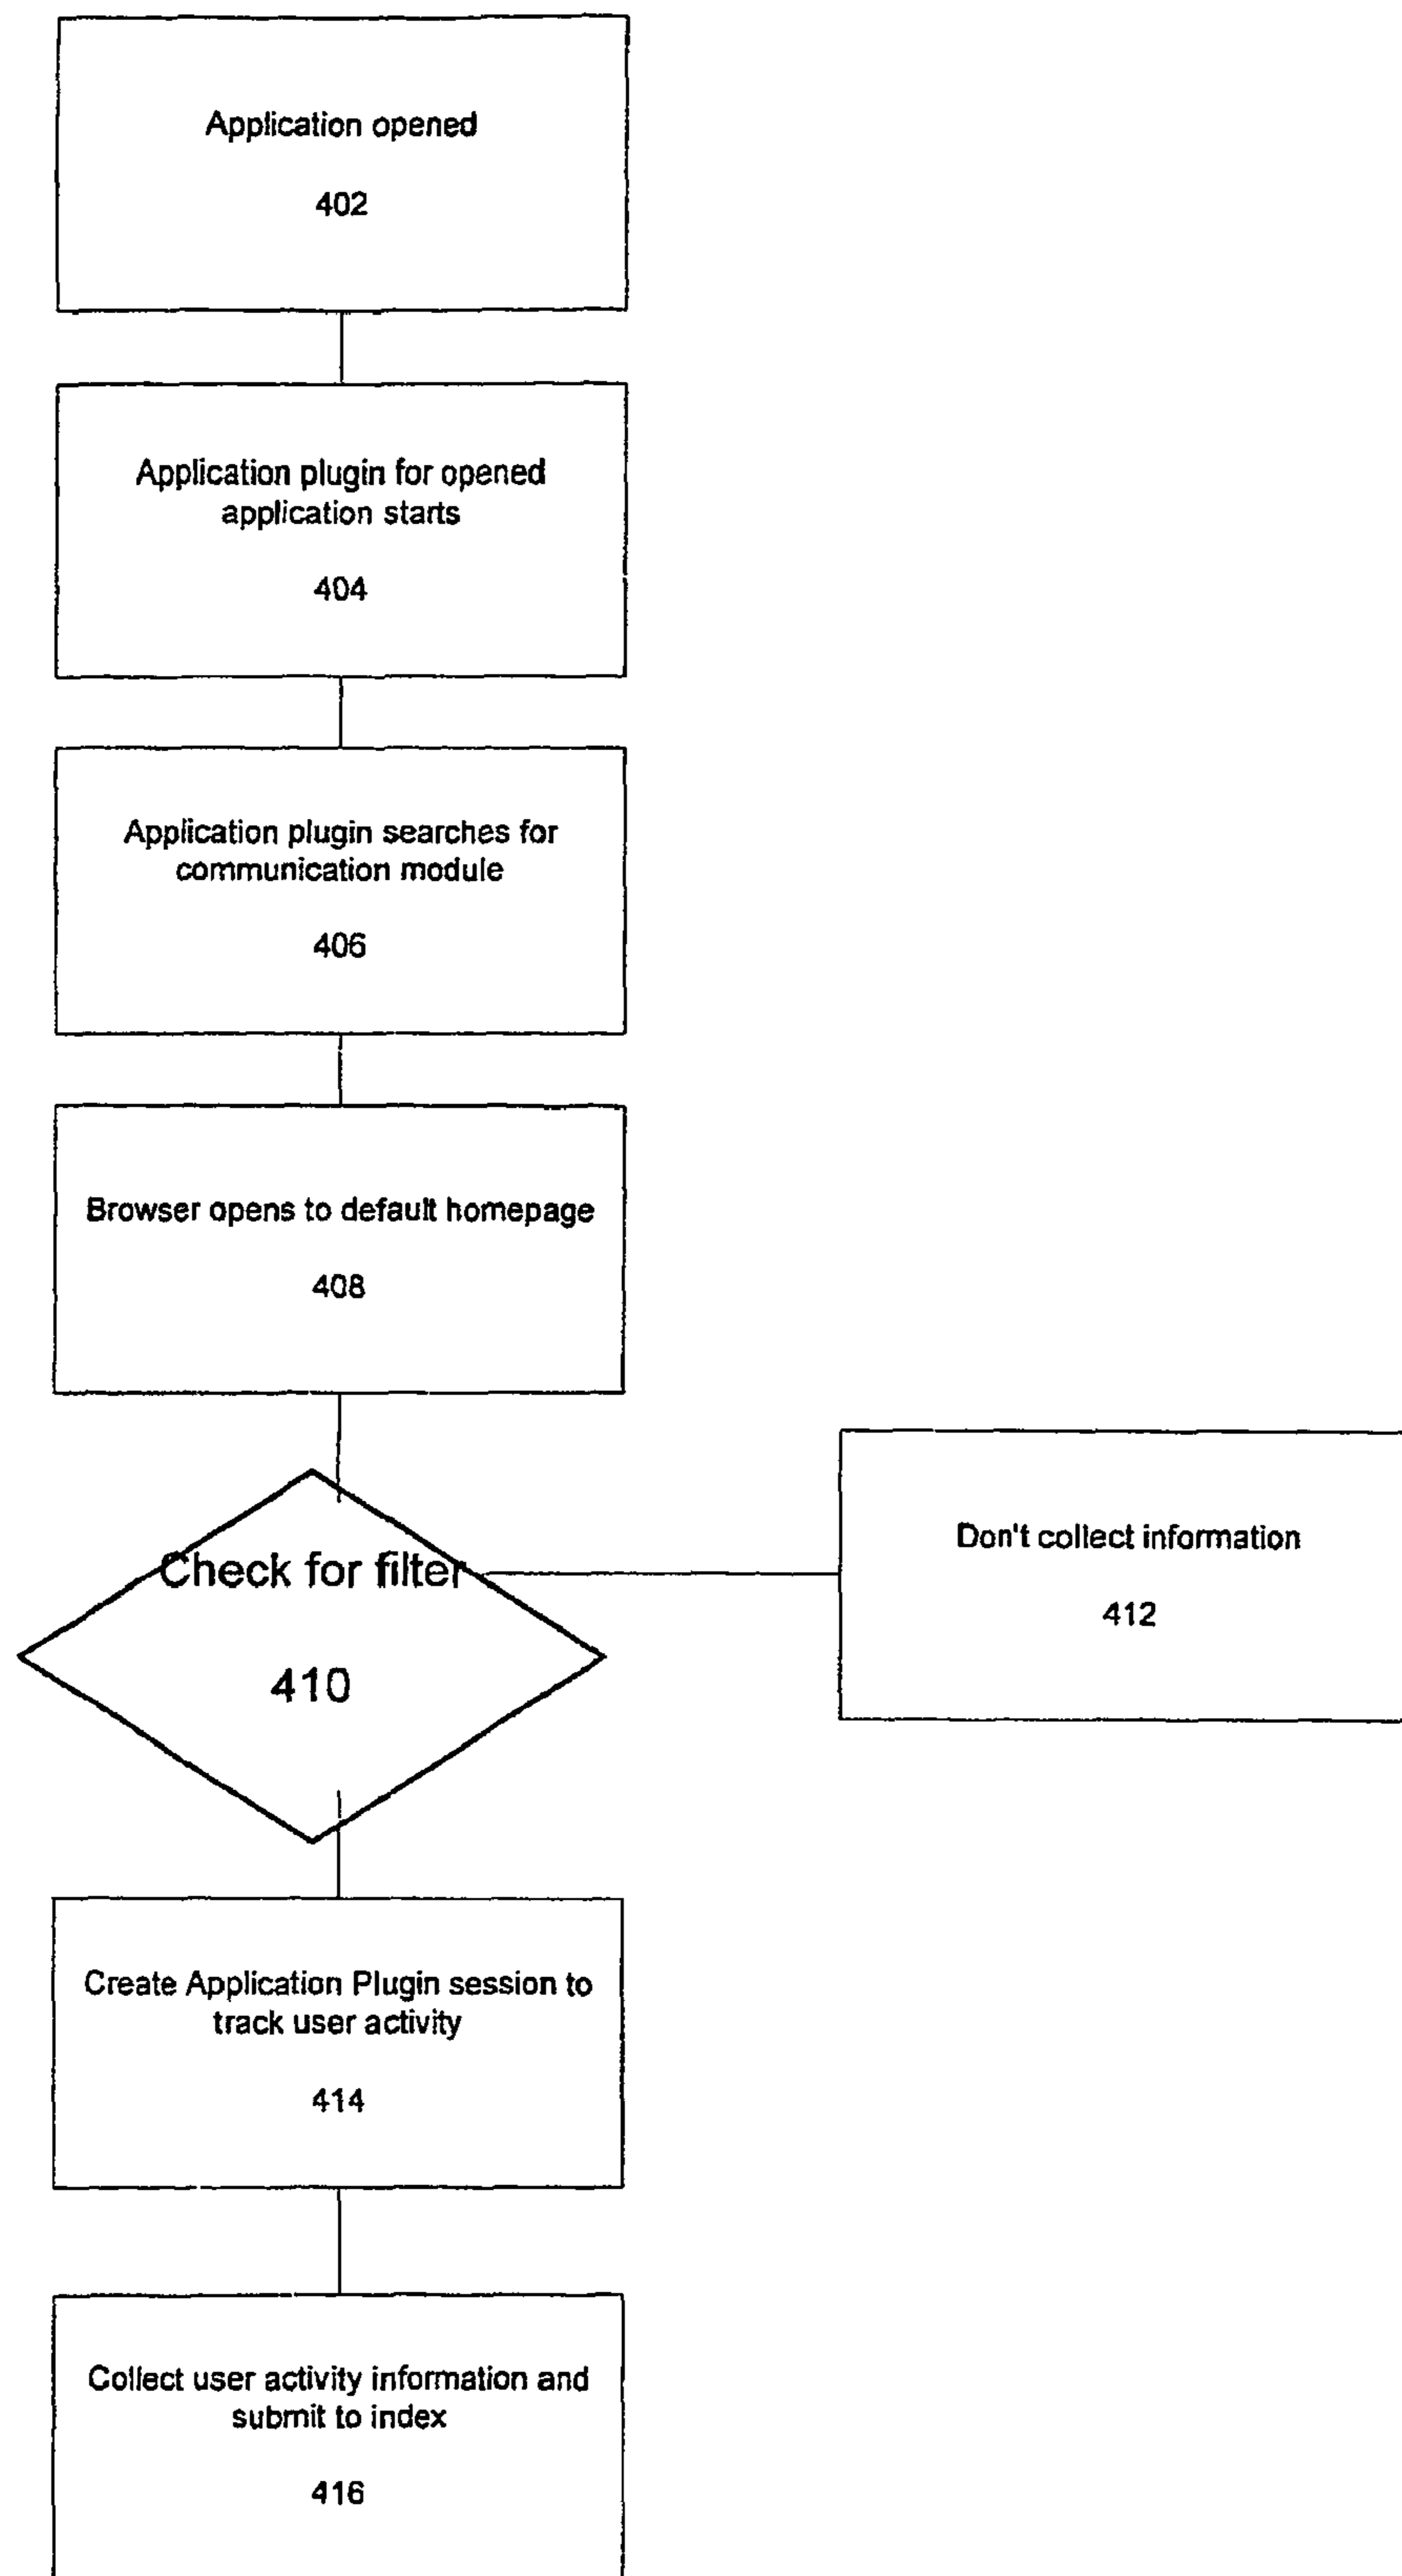 Application opened
402
Application plugin for opened
application starts
404
Application plugin searches for
communication module
406
Browser opens to default homepage
408
Check for filter
410
Don't collect information
412
Create Application Plugin session to
track user activity
414
Collect user activity information and
submit to index
416